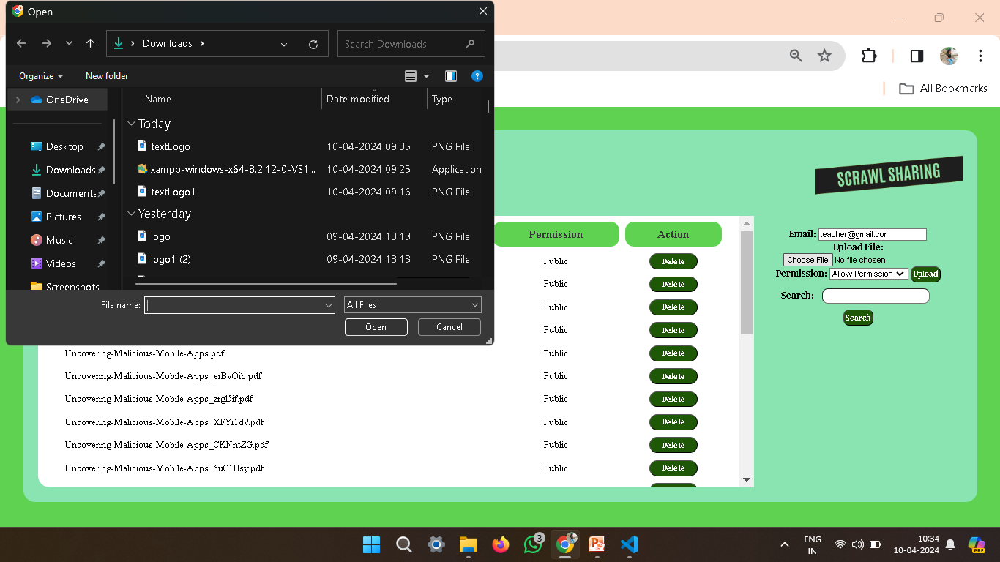 Open
Downloads
Search Downloads
Organize
New folder
Name
Date modified
Type
OneDrive
Desktop
Downloads
Documents
Pictures
Music
Videos
Screenshots
Today
textLogo 10-04-2024 09:35 PNG File
xampp-windows-x64-8.2.12-0-VS1... 10-04-2024 09:25 Application
textLogo1 10-04-2024 09:16 PNG File
Yesterday
logo 09-04-2024 13:13 PNG File
logo1 (2) 09-04-2024 13:13 PNG File
File name:
All Files
Open
Cancel
All Bookmarks
SCRAWL SHARING
Permission Action
Public Delete
Public Delete
Public Delete
Public Delete
Uncovering-Malicious-Mobile-Apps.pdf Public Delete
Uncovering-Malicious-Mobile-Apps_erBvOib.pdf Public Delete
Uncovering-Malicious-Mobile-Apps_zrgl5if.pdf Public Delete
Uncovering-Malicious-Mobile-Apps_XFYr1dV.pdf Public Delete
Uncovering-Malicious-Mobile-Apps_CKNntZG.pdf Public Delete
Uncovering-Malicious-Mobile-Apps_6uG1Bsy.pdf Public Delete
Email: teacher@gmail.com
Upload File:
Choose File No file chosen
Permission: Allow Permission Upload
Search:
Search
3
ENG
IN
10:34
10-04-2024
PRE